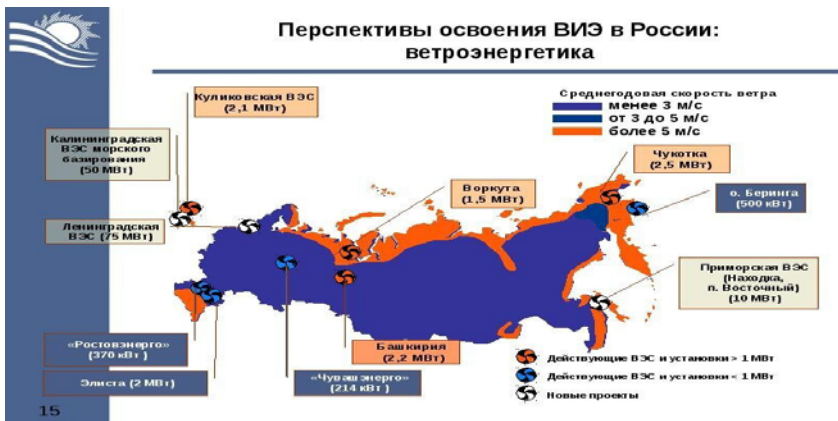 Перспективы освоения ВИЭ в России:
ветроэнергетика
Куликовская ВЭС
(2,1 МВт)
Среднегодовая скорость ветра
менее 3 м/с
от 3 до 5 м/с
более 5 м/с
Калининградская
ВЭС морского
базирования
(50 МВт)
Чукотка
(2,5 МВт)
Воркута
(1,5 МВт)
о. Беринга
(500 кВт)
Ленинградская
ВЭС (75 МВт)
Приморская ВЭС
(Находка,
п. Восточный)
(10 МВт)
«Ростовэнерго»
(370 кВт )
Башкирия
(2,2 МВт)
Элиста (2 МВт)
«Чувашэнерго»
(214 кВт)
Действующие ВЭС и установки > 1 МВт
Действующие ВЭС и установки < 1 МВт
Новые проекты
15